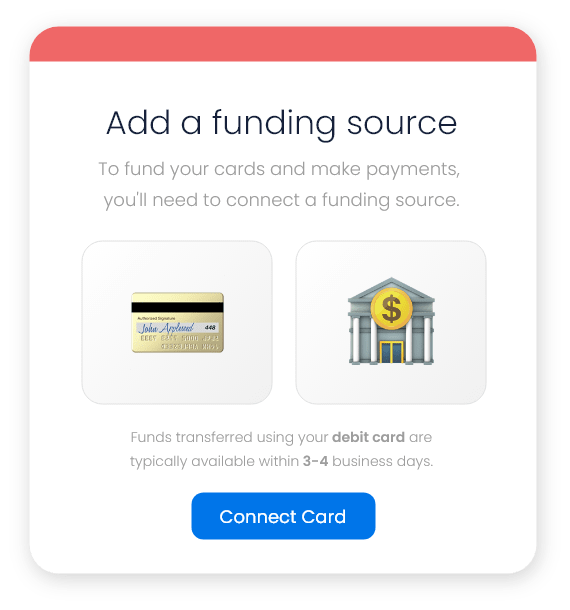 Add a funding source
To fund your cards and make payments,
you'll need to connect a funding source.
Authorized Signature
John Appleseed 448
$
Funds transferred using your debit card are
typically available within 3-4 business days.
Connect Card